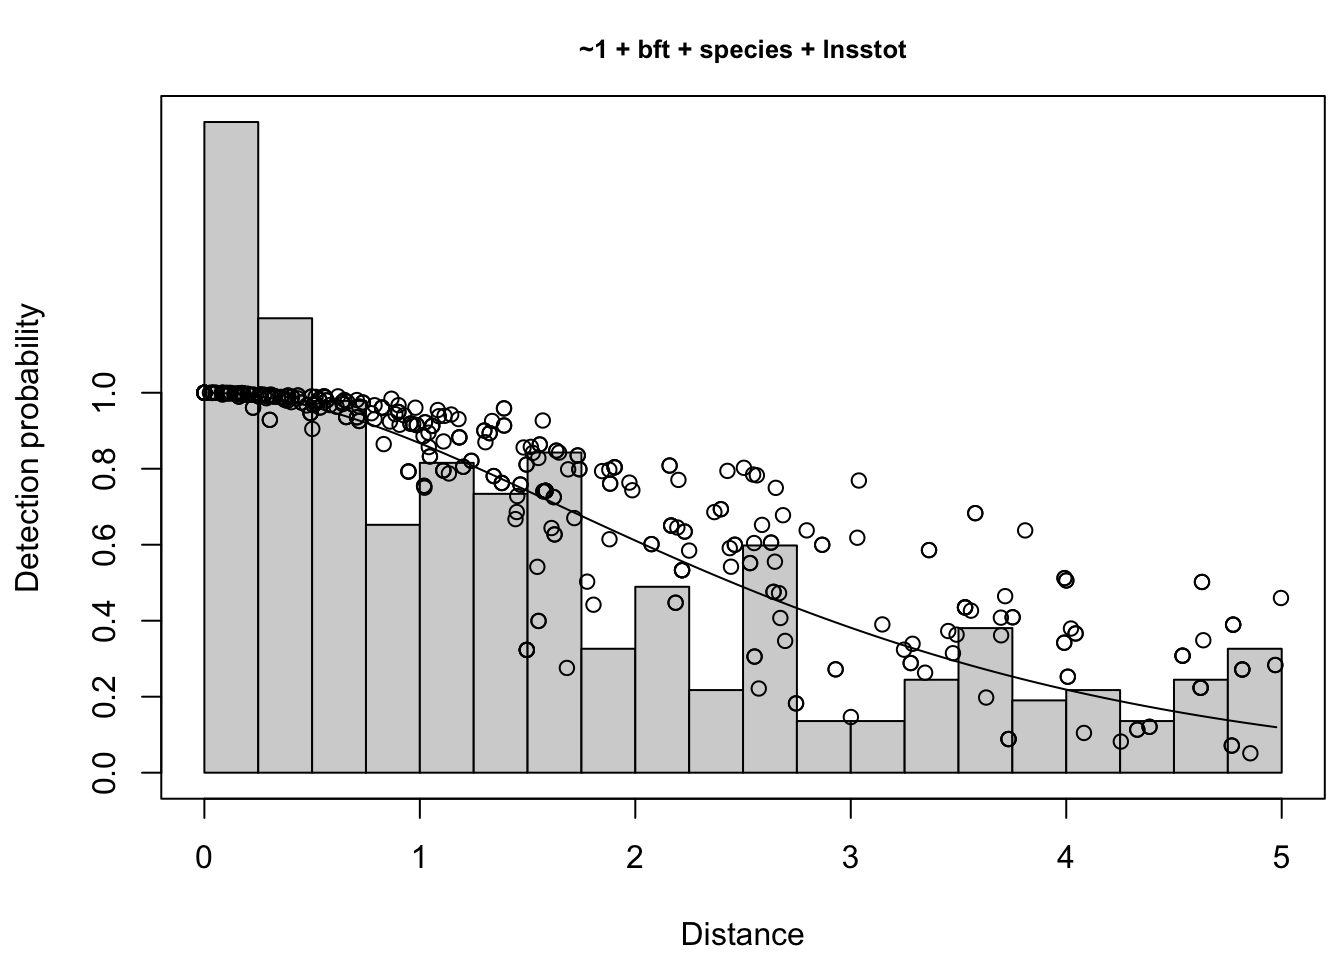 ~1 + bft + species + lnsstot
Detection probability
1.0
0.8
0.6
0.4
0.2
0.0
0 1 2 3 4 5
Distance